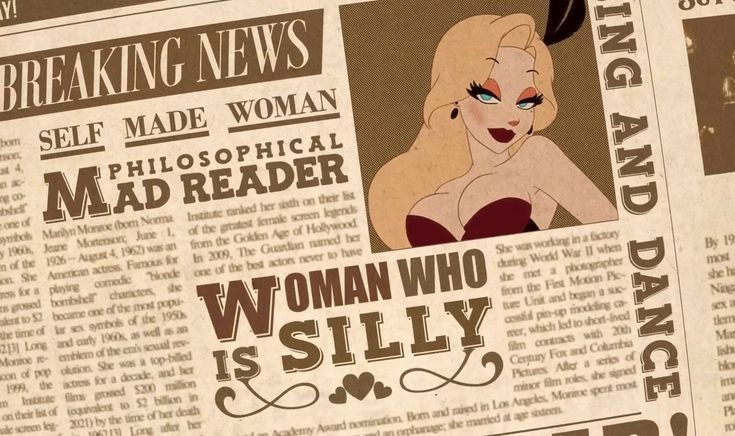 AY!
BREAKING NEWS
SELF MADE WOMAN
PHILOSOPHICAL
MAD READER
Marilyn Monroe (born Norma
Jeane Mortenson; June 1,
1926 – August 4, 1962) was an
American actress. Famous for
playing comedic "blonde
bombshell" characters, she
became one of the most popu-
lar sex symbols of the 1950s
and early 1960s, as well as an
emblem of the era's sexual rev-
olution. She was a top-billed
actress for a decade, and her
films grossed $200 million
(equivalent to $2 billion in
2021) by the time of her death
Long after her
Institute ranked her sixth on their list
of the greatest female screen legends
from the Golden Age of Hollywood.
In 2009, The Guardian named her
one of the best actors never to have
WOMAN WHO
IS SILLY
an Academy Award nomination. Born and raised in Los Angeles, Monroe spent most
and an orphanage; she married at age sixteen.
She was working in a factory
during World War II when
she met a photographer
from the First Motion Pic-
ture Unit and began a suc-
cessful pin-up modeling ca-
reer, which led to short-lived
film contracts with 20th
Century Fox and Columbia
Pictures. After a series of
minor film roles, she signed
ING AND DANCE